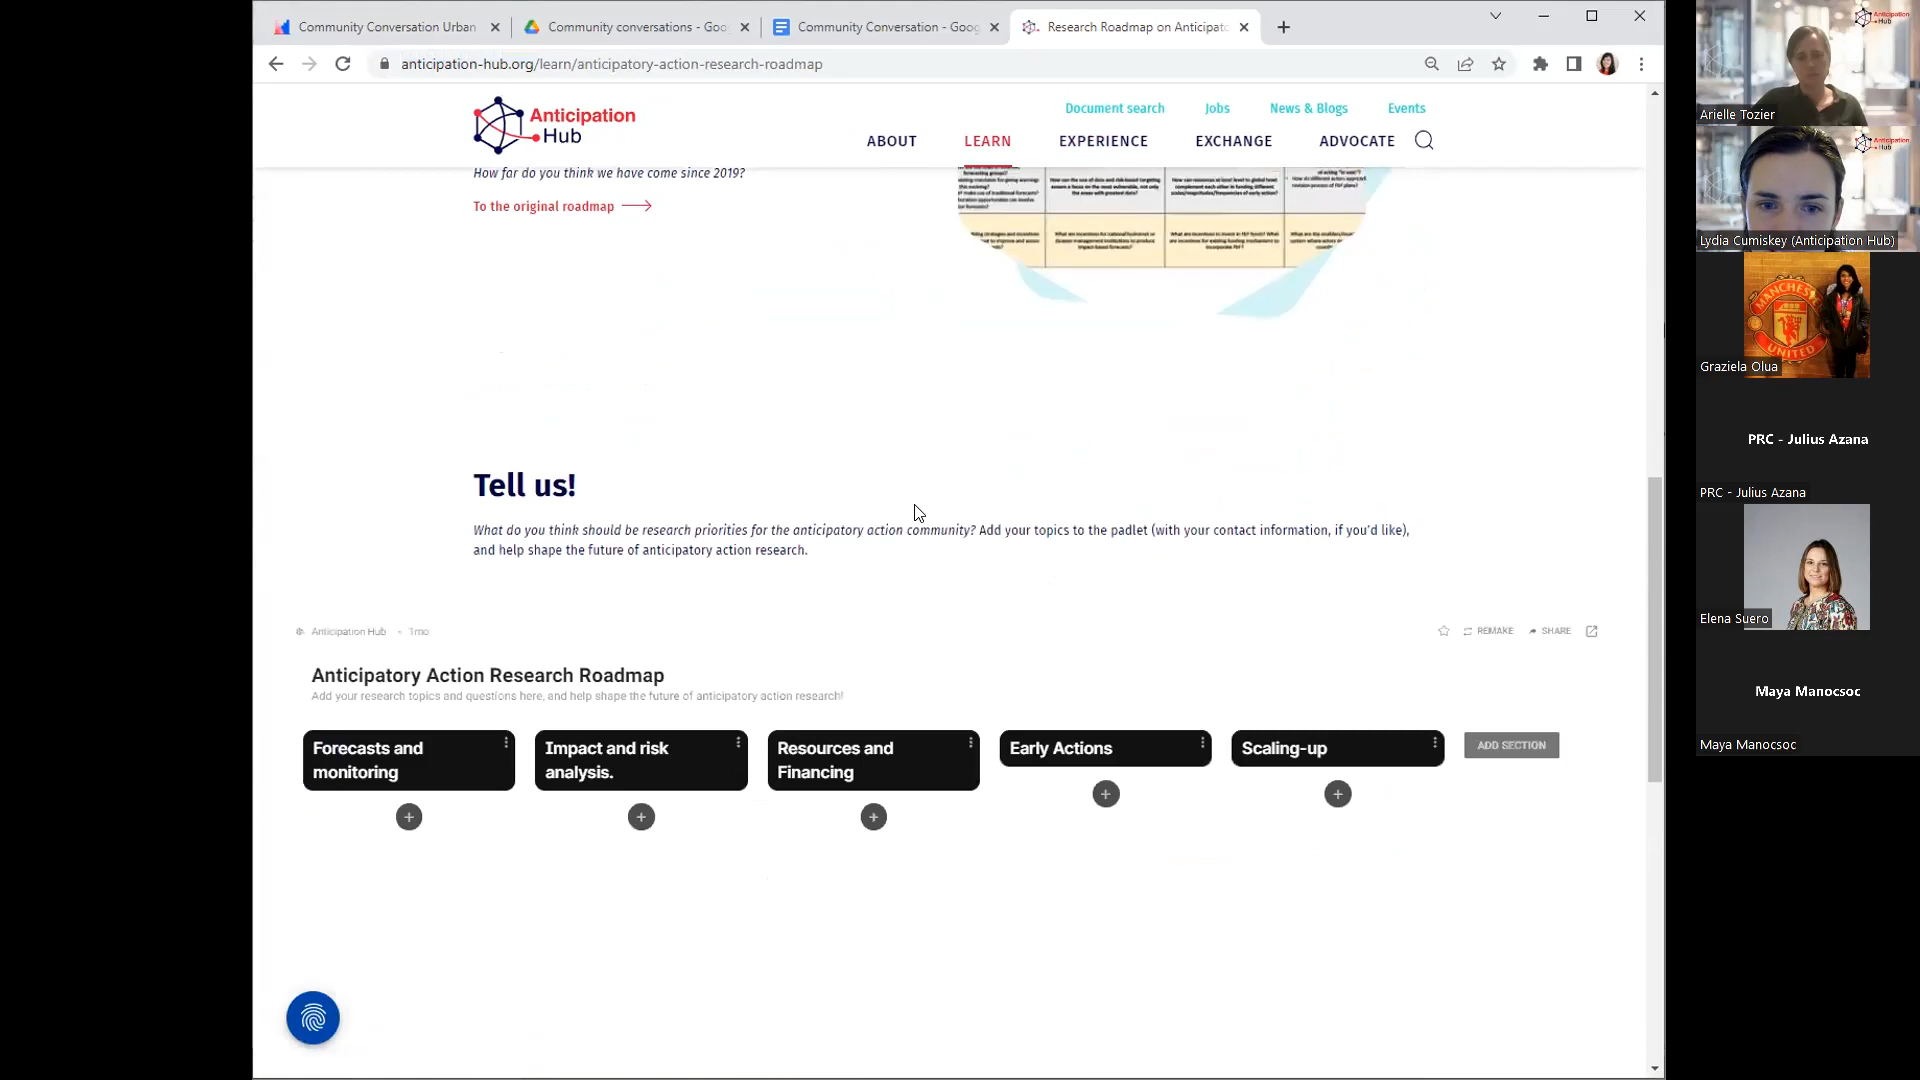 Community Conversation Urban
Community conversations - Goo
Community Conversation - Goog
Research Roadmap on Anticipato
anticipation-hub.org/learn/anticipatory-action-research-roadmap
Anticipation
Hub
Document search
Jobs
News & Blogs
Events
ABOUT
LEARN
EXPERIENCE
EXCHANGE
ADVOCATE
How far do you think we have come since 2019?
To the original roadmap
Tell us!
What do you think should be research priorities for the anticipatory action community? Add your topics to the padlet (with your contact information, if you'd like),
and help shape the future of anticipatory action research.
Anticipation Hub
1mo
REMAKE
SHARE
Anticipatory Action Research Roadmap
Add your research topics and questions here, and help shape the future of anticipatory action research!
Forecasts and
monitoring
Impact and risk
analysis.
Resources and
Financing
Early Actions
Scaling-up
ADD SECTION
Anticipation
Hub
Arielle Tozier
Anticipation
Hub
Lydia Cumiskey (Anticipation Hub)
MANCHESTER
UNITED
Graziela Olua
PRC - Julius Azana
PRC - Julius Azana
Elena Suero
Maya Manocsoc
Maya Manocsoc